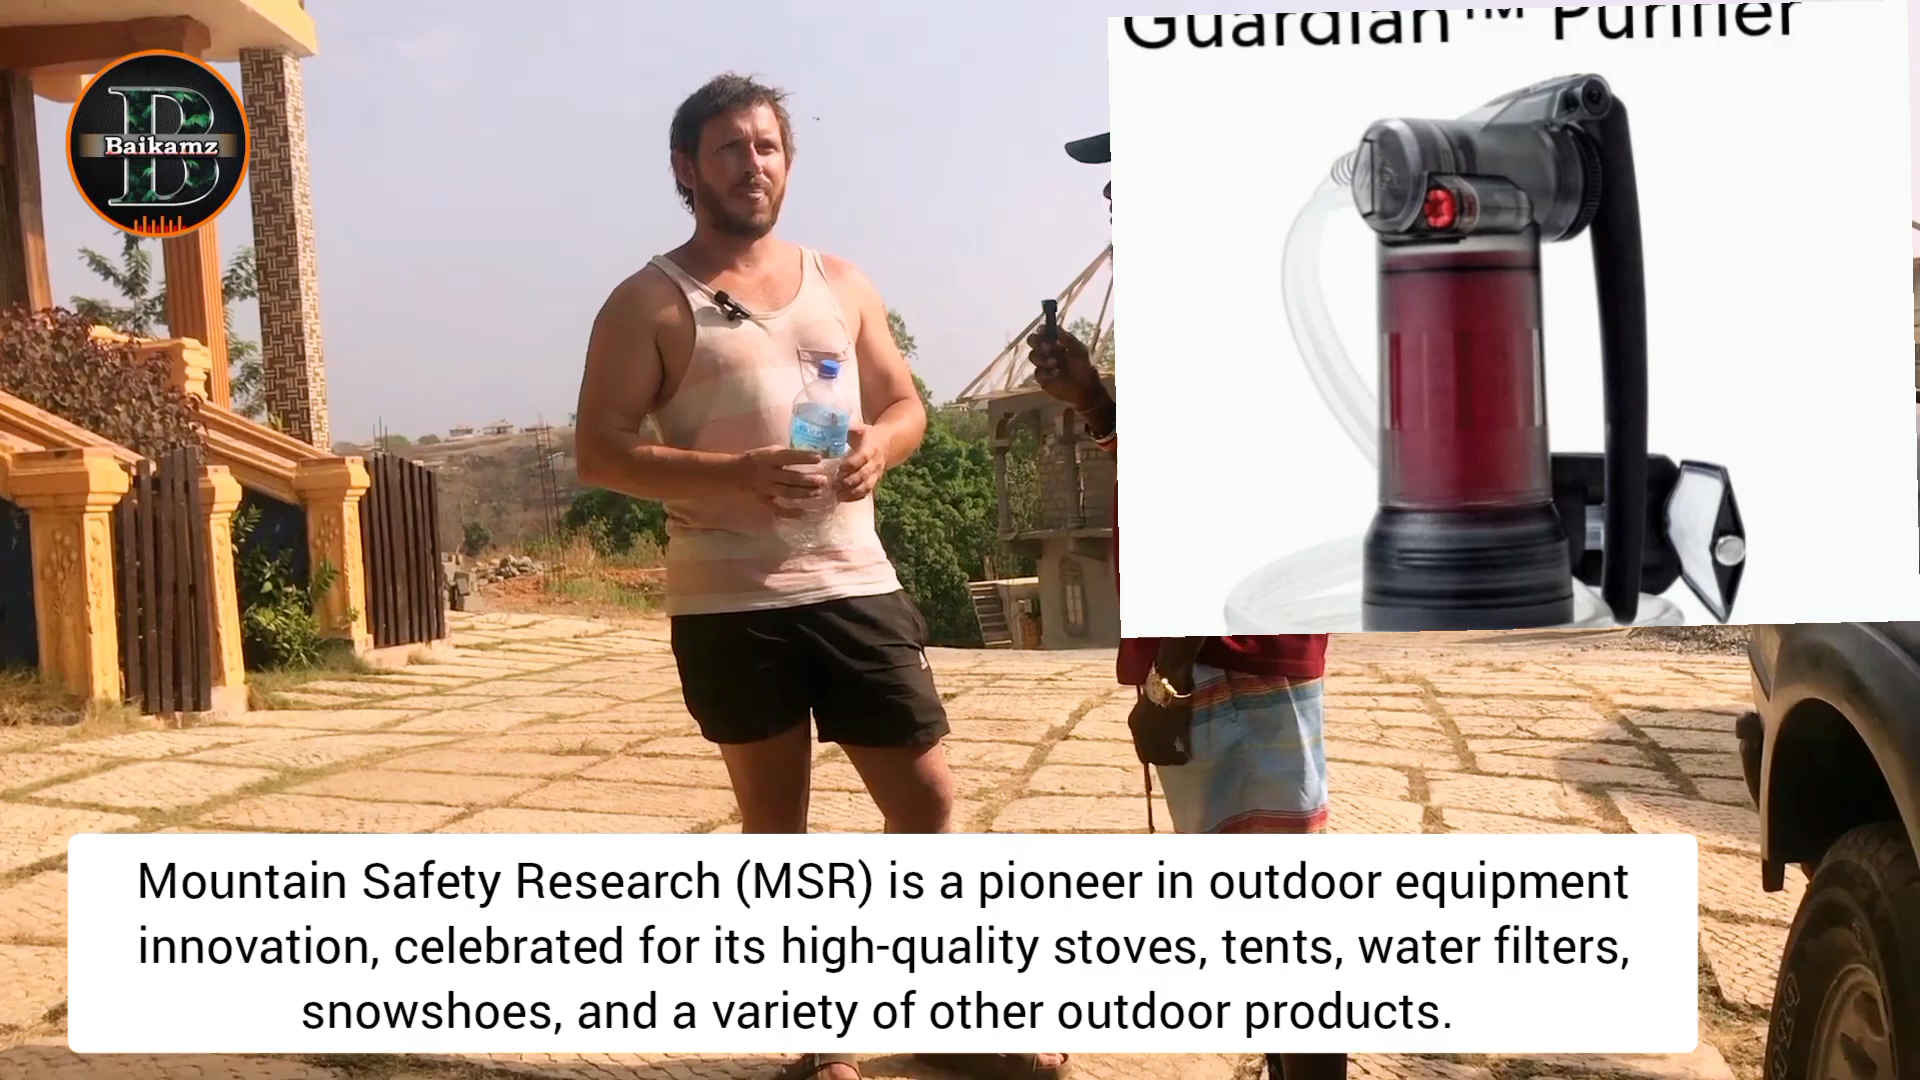 Guardian™ Purifier
Baikamz
Mountain Safety Research (MSR) is a pioneer in outdoor equipment
innovation, celebrated for its high-quality stoves, tents, water filters,
snowshoes, and a variety of other outdoor products.